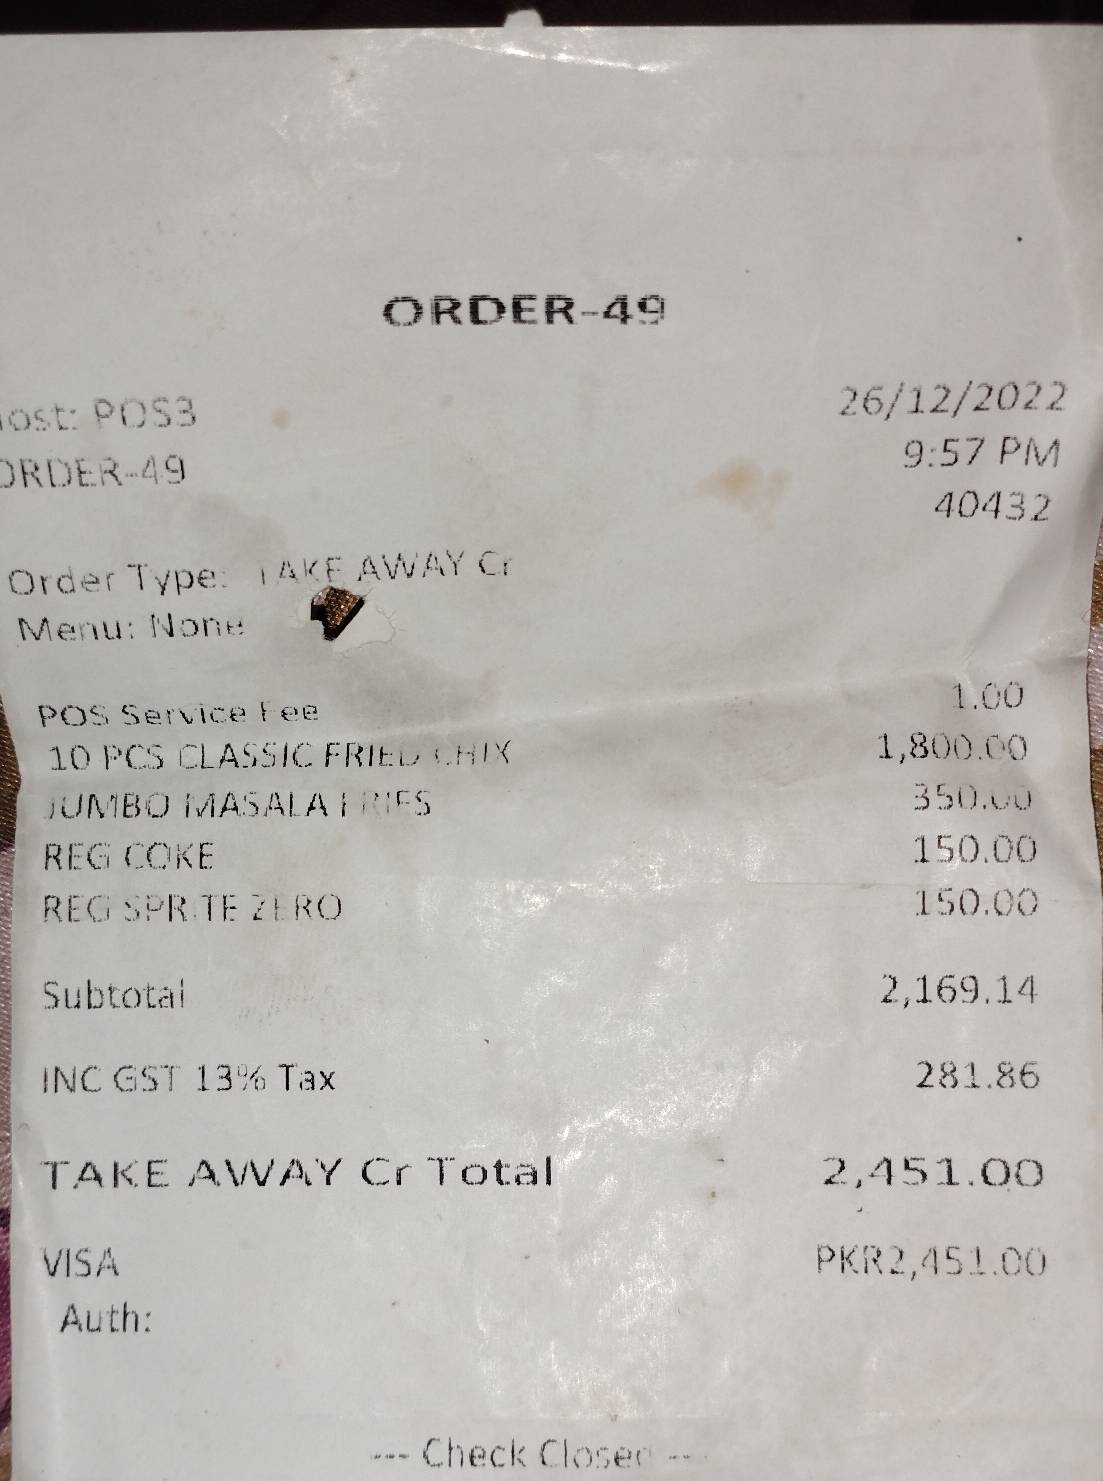 ORDER-49
ost: POS3 26/12/2022
ORDER-49 9:57 PM
40432
Order Type: TAKE AWAY Cr
Menu: None
POS Service Fee 1.00
10 PCS CLASSIC FRIED CHIX 1,800.00
JUMBO MASALA FRIES 350.00
REG COKE 150.00
REG SPRITE ZERO 150.00
Subtotal 2,169.14
INC GST 13% Tax 281.86
TAKE AWAY Cr Total 2,451.00
VISA PKR2,451.00
Auth:
--- Check Closed ---